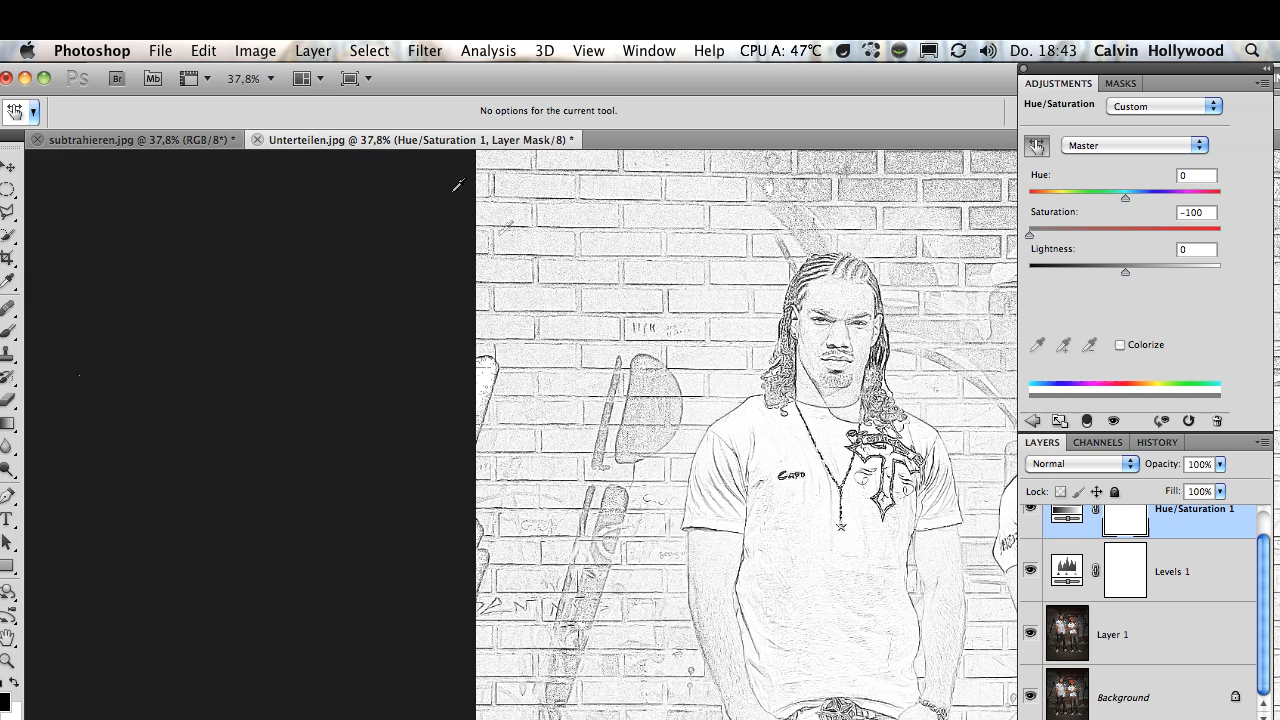 Photoshop File Edit Image Layer Select Filter Analysis 3D View Window Help CPU A: 47℃ Do. 18:43 Calvin Hollywood
Ps Br Mb 37,8%
No options for the current tool.
subtrahieren.jpg @ 37,8% (RGB/8*) * Unterteilen.jpg @ 37,8% (Hue/Saturation 1, Layer Mask/8) *
ADJUSTMENTS MASKS
Hue/Saturation Custom
Master
Hue: 0
Saturation: -100
Lightness: 0
Colorize
LAYERS CHANNELS HISTORY
Normal Opacity: 100%
Lock: Fill: 100%
Hue/Saturation 1
Levels 1
Layer 1
Background
T